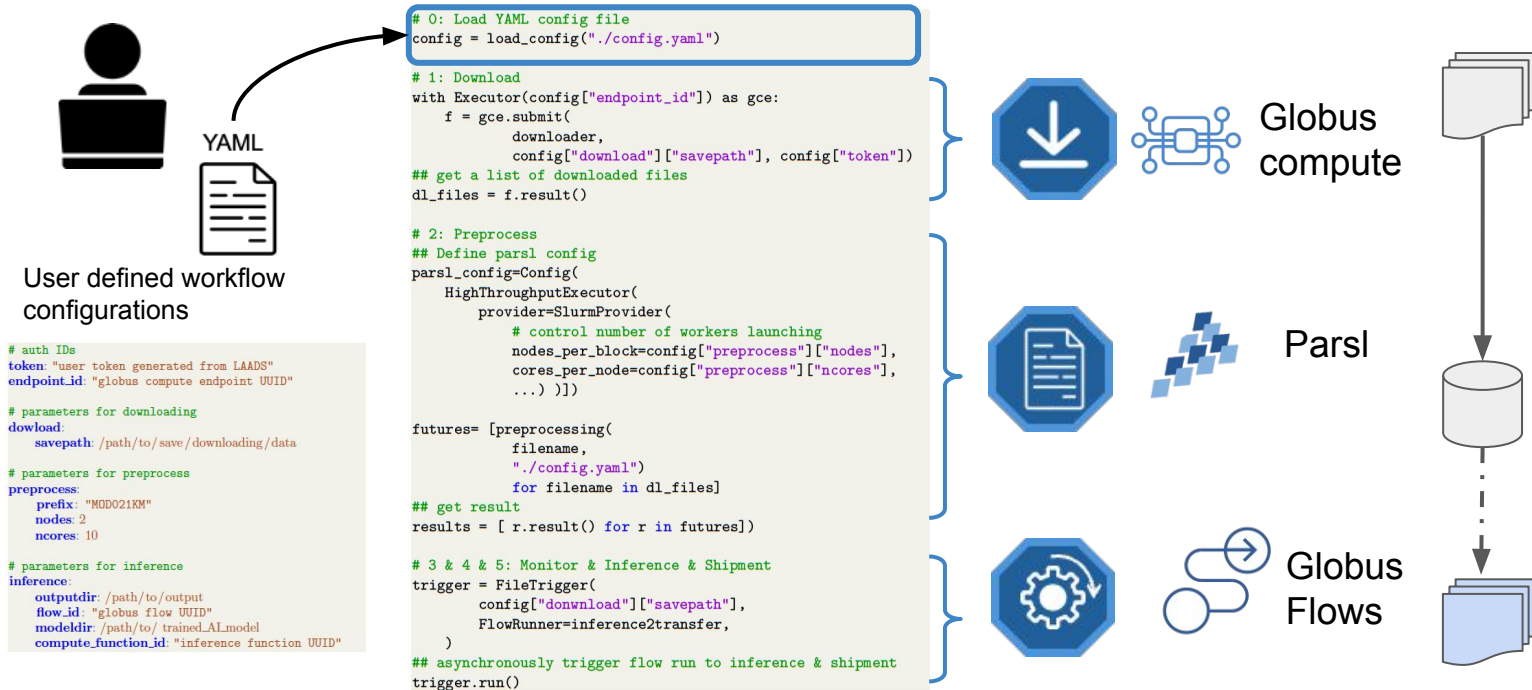 YAML
User defined workflow
configurations
# auth IDs
token: "user token generated from LAADS"
endpoint_id: "globus compute endpoint UUID"
# parameters for downloading
dowload:
savepath: /path/to/save/downloading/data
# parameters for preprocess
preprocess:
prefix: "MOD021KM"
nodes: 2
ncores: 10
# parameters for inference
inference:
outputdir: /path/to/output
flow_id: "globus flow UUID"
modeldir: /path/to/ trained_AI_model
compute_function_id: "inference function UUID"
# 0: Load YAML config file
config = load_config("./config.yaml")
# 1: Download
with Executor(config["endpoint_id"]) as gce:
f = gce.submit(
downloader,
config["download"]["savepath"], config["token"])
## get a list of downloaded files
dl_files = f.result()
# 2: Preprocess
## Define parsl config
parsl_config=Config(
HighThroughputExecutor(
provider=SlurmProvider(
# control number of workers launching
nodes_per_block=config["preprocess"]["nodes"],
cores_per_node=config["preprocess"]["ncores"],
...) )])
futures= [preprocessing(
filename,
"./config.yaml")
for filename in dl_files]
## get result
results = [ r.result() for r in futures])
# 3 & 4 & 5: Monitor & Inference & Shipment
trigger = FileTrigger(
config["donwnload"]["savepath"],
FlowRunner=inference2transfer,
)
## asynchronously trigger flow run to inference & shipment
trigger.run()
Globus
compute
Parsl
Globus
Flows